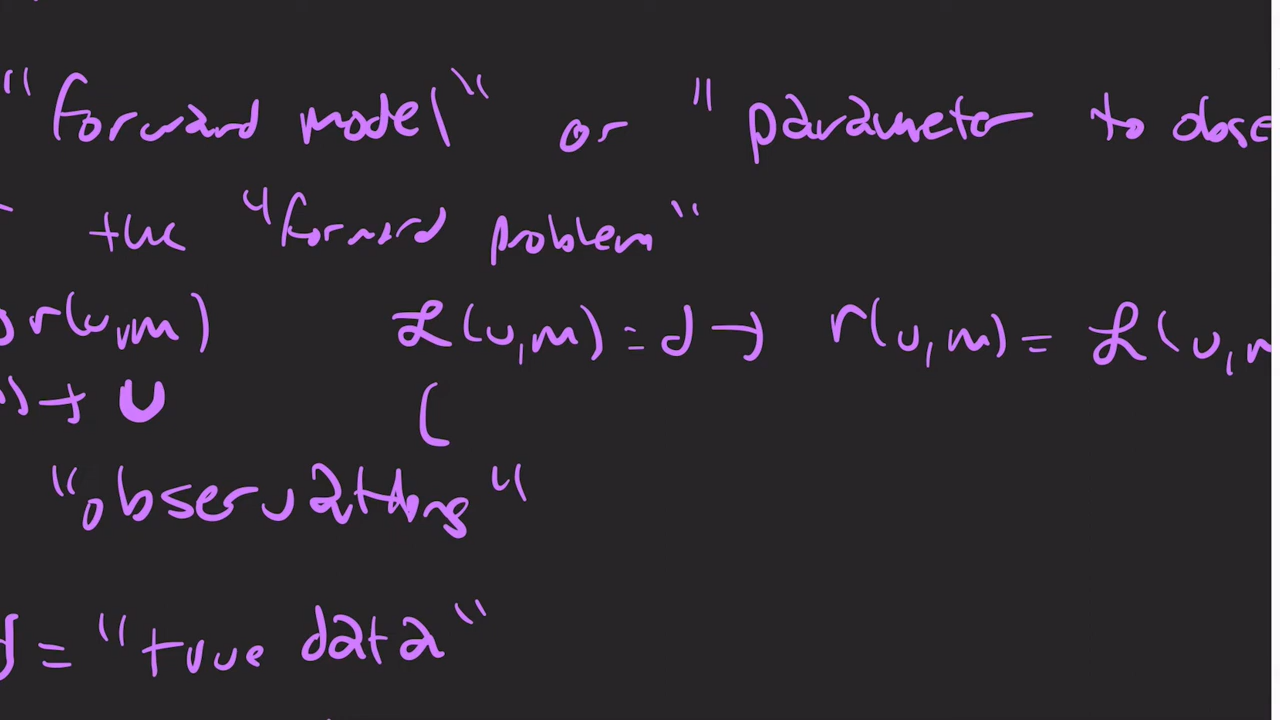 "forward model" or "parameter to obse
the "forward problem"
r(u,m) L(u,m) = d → r(u,m) = L(u,m
) → U (
"observations"
d = "true data"